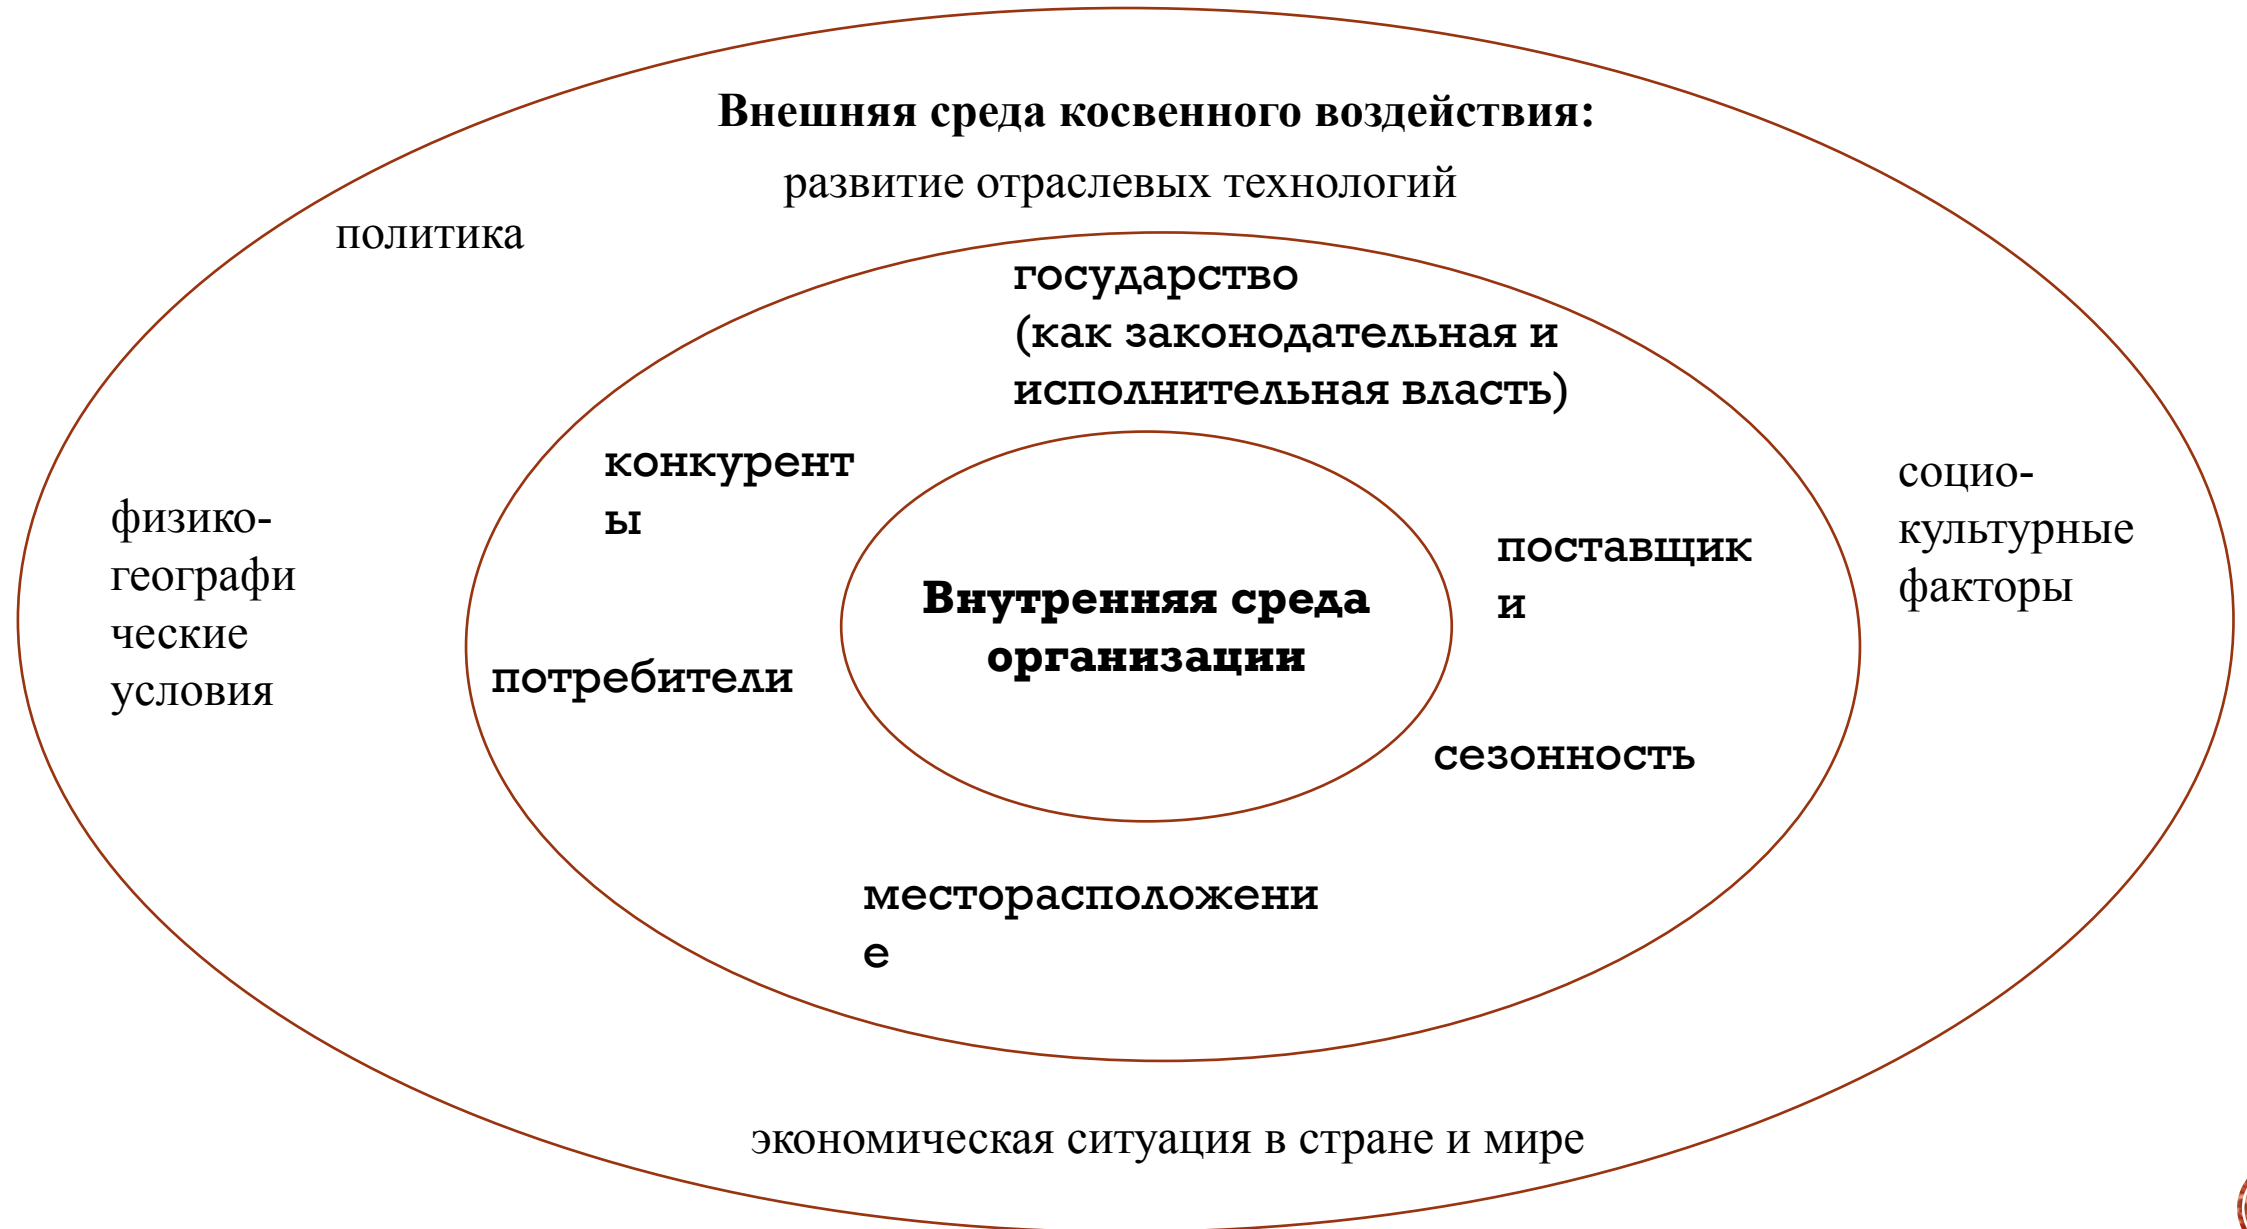 Внешняя среда косвенного воздействия:
развитие отраслевых технологий
политика
государство
(как законодательная и
исполнительная власть)
конкурент
ы
социо-
культурные
факторы
физико-
географи
ческие
условия
поставщик
и
Внутренняя среда
организации
потребители
сезонность
месторасположени
е
экономическая ситуация в стране и мире